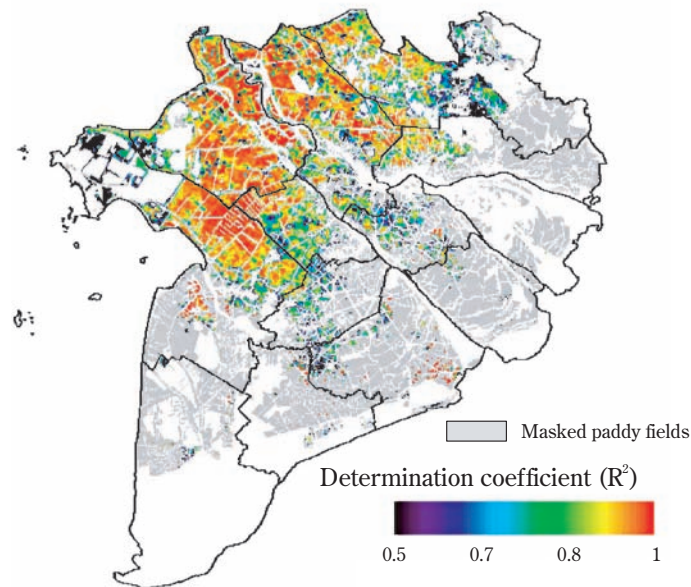 Masked paddy fields
Determination coefficient (R²)
0.5 0.7 0.8 1